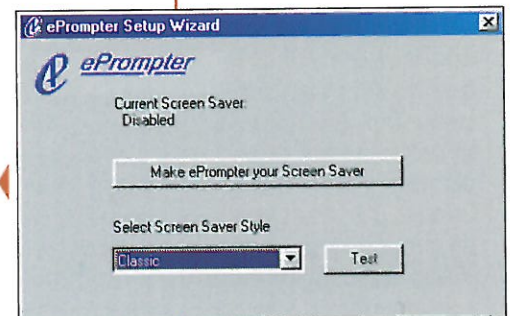 ePrompter Setup Wizard
ePrompter
Current Screen Saver:
Disabled
Make ePrompter your Screen Saver
Select Screen Saver Style
Classic
Test